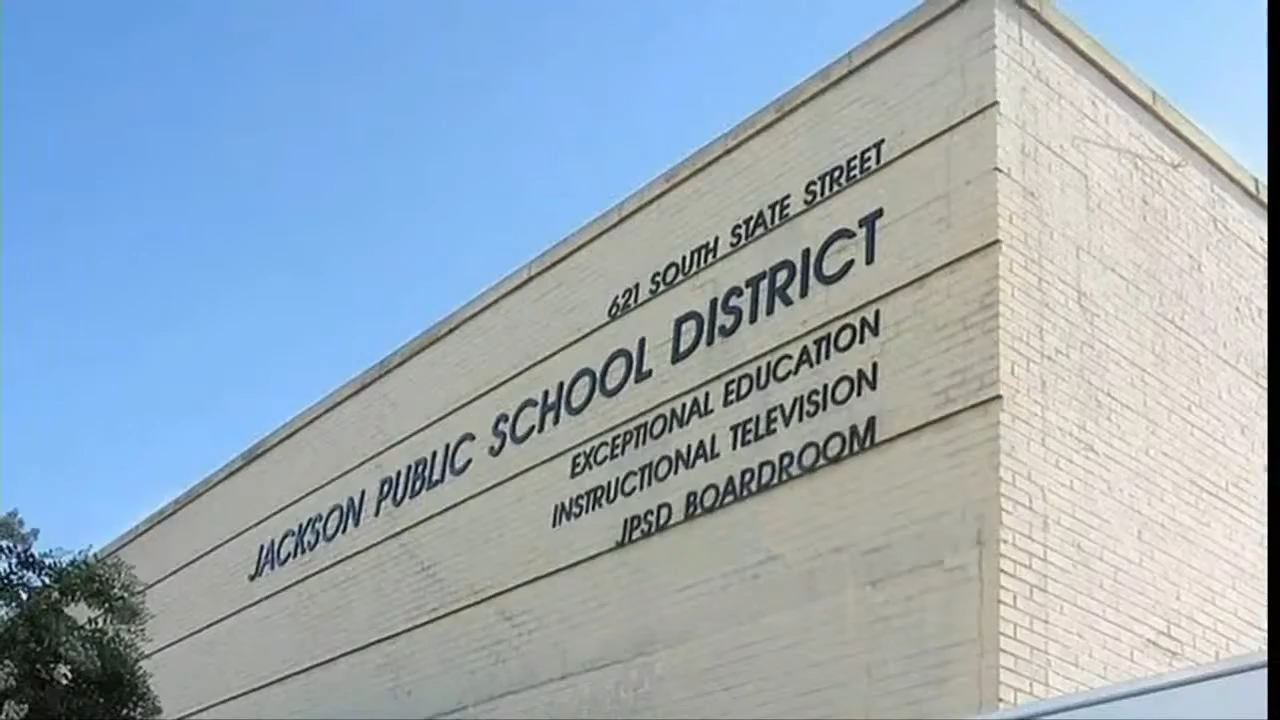 621 SOUTH STATE STREET
JACKSON PUBLIC SCHOOL DISTRICT
EXCEPTIONAL EDUCATION
INSTRUCTIONAL TELEVISION
JPSD BOARDROOM